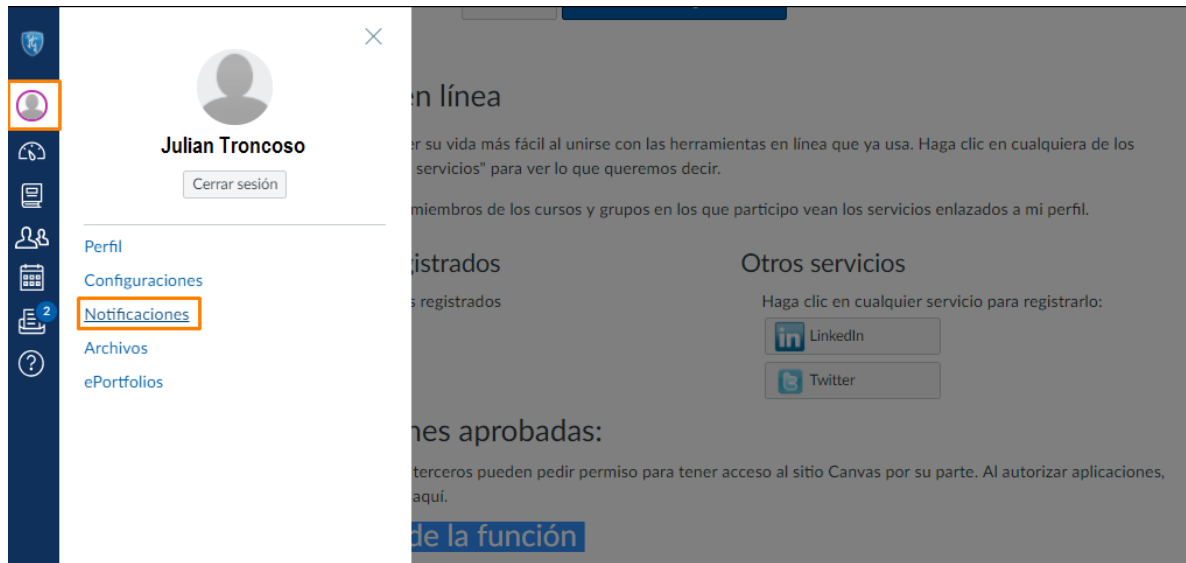 Julian Troncoso
Cerrar sesión
Perfil
Configuraciones
Notificaciones
Archivos
ePortfolios
2
en línea
er su vida más fácil al unirse con las herramientas en línea que ya usa. Haga clic en cualquiera de los
servicios" para ver lo que queremos decir.
miembros de los cursos y grupos en los que participo vean los servicios enlazados a mi perfil.
istrados
s registrados
Otros servicios
Haga clic en cualquier servicio para registrarlo:
in LinkedIn
Twitter
nes aprobadas:
terceros pueden pedir permiso para tener acceso al sitio Canvas por su parte. Al autorizar aplicaciones,
aquí.
de la función